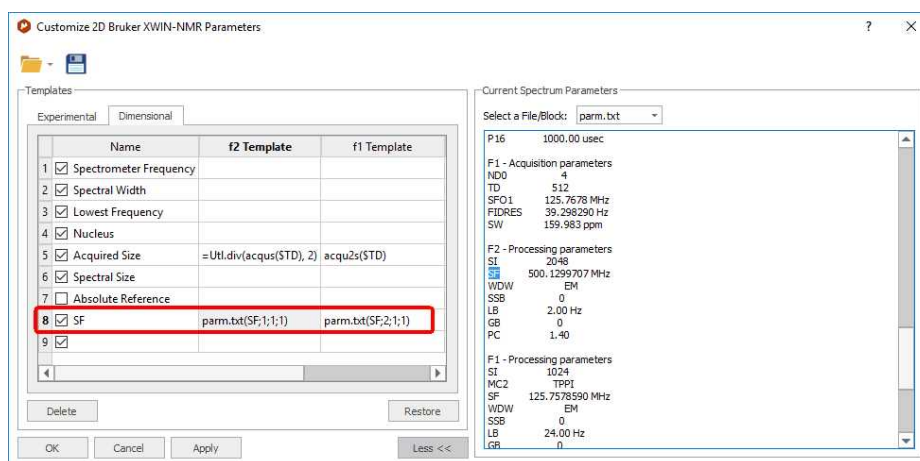 Customize 2D Bruker XWIN-NMR Parameters ? X
Templates
Experimental Dimensional
Name f2 Template f1 Template
1 Spectrometer Frequency
2 Spectral Width
3 Lowest Frequency
4 Nucleus
5 Acquired Size =Utl.div(acqus($TD), 2) acqu2s($TD)
6 Spectral Size
7 Absolute Reference
8 SF parm.txt(SF;1;1;1) parm.txt(SF;2;1;1)
9
Delete Restore
OK Cancel Apply Less <<
Current Spectrum Parameters
Select a File/Block: parm.txt
P16 1000.00 usec
F1 - Acquisition parameters
ND0 4
TD 512
SFO1 125.7678 MHz
FIDRES 39.298290 Hz
SW 159.983 ppm
F2 - Processing parameters
SI 2048
SF 500.1299707 MHz
WDW EM
SSB 0
LB 2.00 Hz
GB 0
PC 1.40
F1 - Processing parameters
SI 1024
MC2 TPPI
SF 125.7578590 MHz
WDW EM
SSB 0
LB 24.00 Hz
GB 0